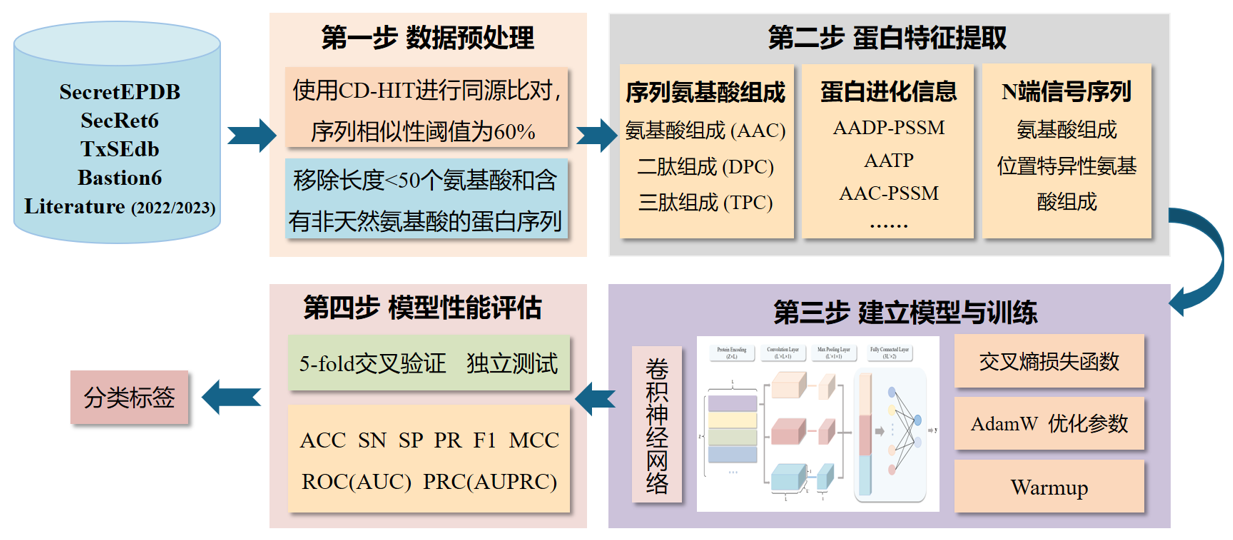 SecretEPDB
SecRet6
TxSEdb
Bastion6
Literature (2022/2023)
第一步 数据预处理
使用CD-HIT进行同源比对,
序列相似性阈值为60%
移除长度<50个氨基酸和含
有非天然氨基酸的蛋白序列
第二步 蛋白特征提取
序列氨基酸组成
氨基酸组成 (AAC)
二肽组成 (DPC)
三肽组成 (TPC)
蛋白进化信息
AADP-PSSM
AATP
AAC-PSSM
……
N端信号序列
氨基酸组成
位置特异性氨基
酸组成
第三步 建立模型与训练
卷积神经网络
Protein Encoding
Convolution Layer
Max Pooling Layer
Fully Connected Layer
交叉熵损失函数
AdamW 优化参数
Warmup
第四步 模型性能评估
5-fold交叉验证 独立测试
ACC SN SP PR F1 MCC
ROC(AUC) PRC(AUPRC)
分类标签